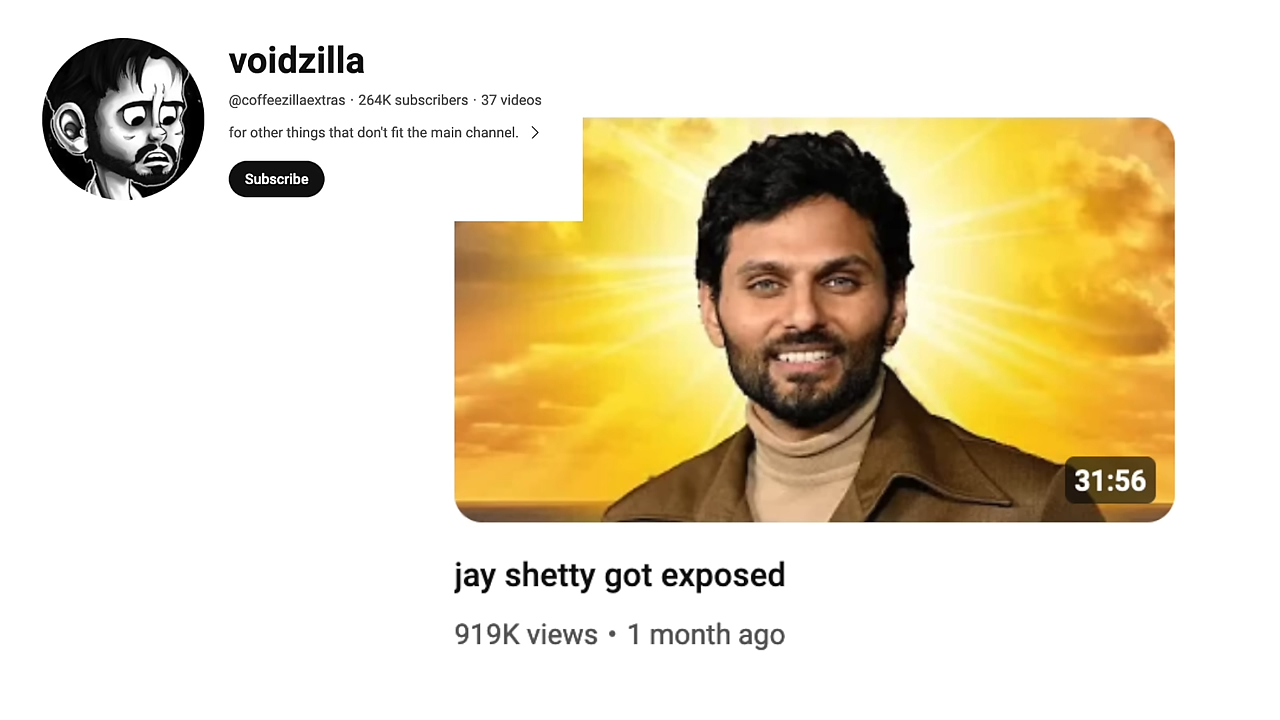 voidzilla
@coffeezillaextras · 264K subscribers · 37 videos
for other things that don't fit the main channel.
Subscribe
31:56
jay shetty got exposed
919K views • 1 month ago